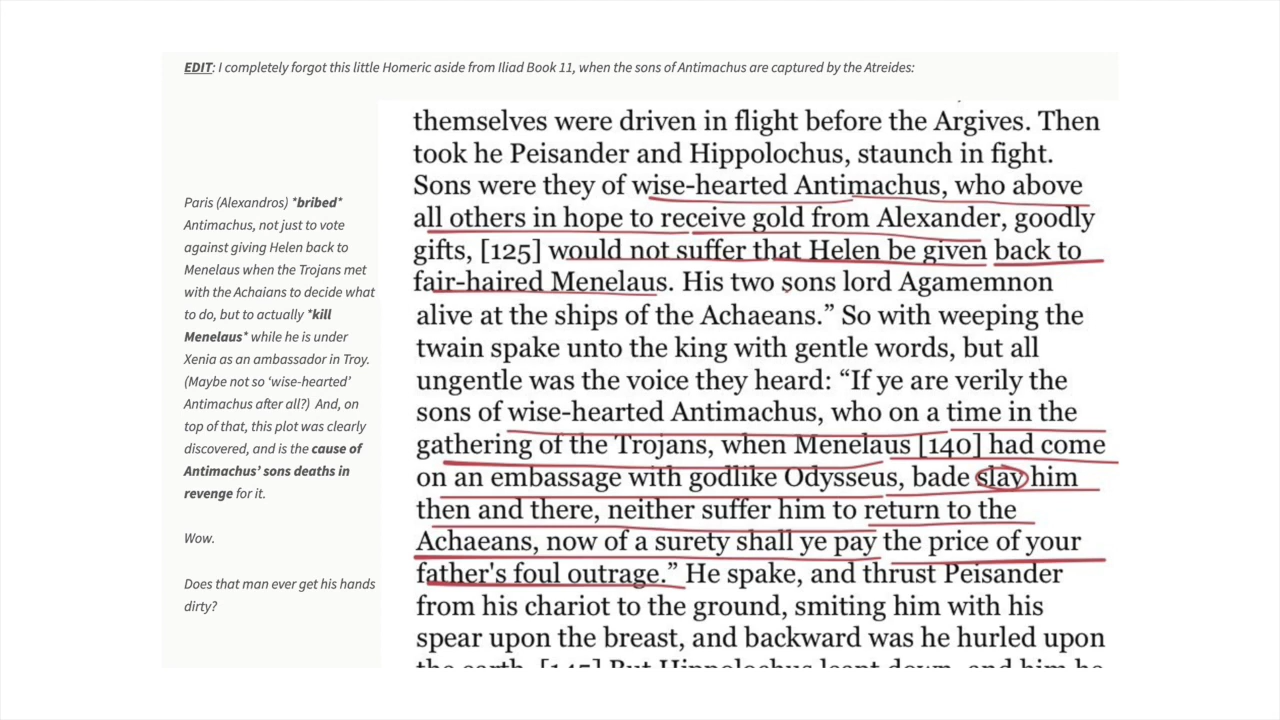 EDIT: I completely forgot this little Homeric aside from Iliad Book 11, when the sons of Antimachus are captured by the Atreides:
Paris (Alexandros) *bribed*
Antimachus, not just to vote
against giving Helen back to
Menelaus when the Trojans met
with the Achaians to decide what
to do, but to actually *kill
Menelaus* while he is under
Xenia as an ambassador in Troy.
(Maybe not so ‘wise-hearted’
Antimachus after all?)  And, on
top of that, this plot was clearly
discovered, and is the cause of
Antimachus’ sons deaths in
revenge for it.
Wow.
Does that man ever get his hands
dirty?
themselves were driven in flight before the Argives. Then
took he Peisander and Hippolochus, staunch in fight.
Sons were they of wise-hearted Antimachus, who above
all others in hope to receive gold from Alexander, goodly
gifts, [125] would not suffer that Helen be given back to
fair-haired Menelaus. His two sons lord Agamemnon
alive at the ships of the Achaeans.” So with weeping the
twain spake unto the king with gentle words, but all
ungentle was the voice they heard: “If ye are verily the
sons of wise-hearted Antimachus, who on a time in the
gathering of the Trojans, when Menelaus [140] had come
on an embassage with godlike Odysseus, bade slay him
then and there, neither suffer him to return to the
Achaeans, now of a surety shall ye pay the price of your
father's foul outrage.” He spake, and thrust Peisander
from his chariot to the ground, smiting him with his
spear upon the breast, and backward was he hurled upon
the earth. [145] But Hippolochus leapt down, and him he